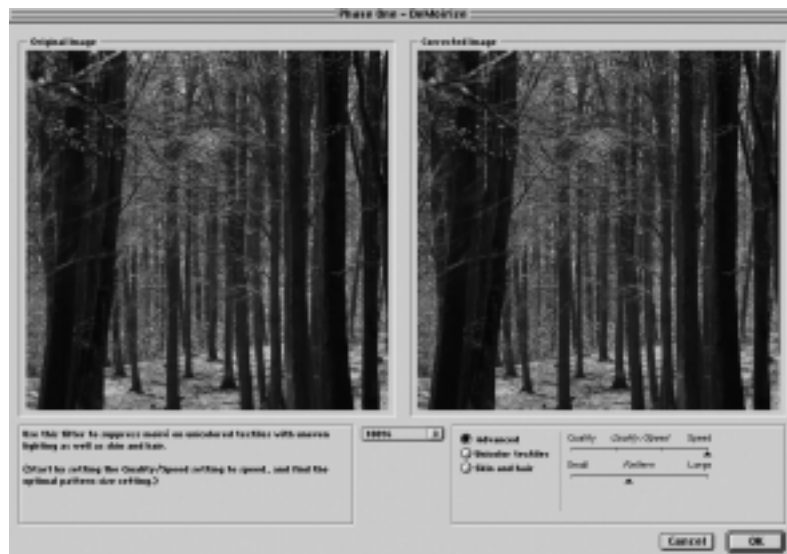 Phase One - DeMoirize
Original Image
Corrected Image
Use this filter to suppress moiré on unicolored textiles with uneven
lighting as well as skin and hair.
(Start by setting the Quality/Speed setting to speed, and find the
optimal pattern size setting.)
100%
Advanced
Unicolor textiles
Skin and hair
Quality Quality/Speed Speed
Small Pattern Large
Cancel OK